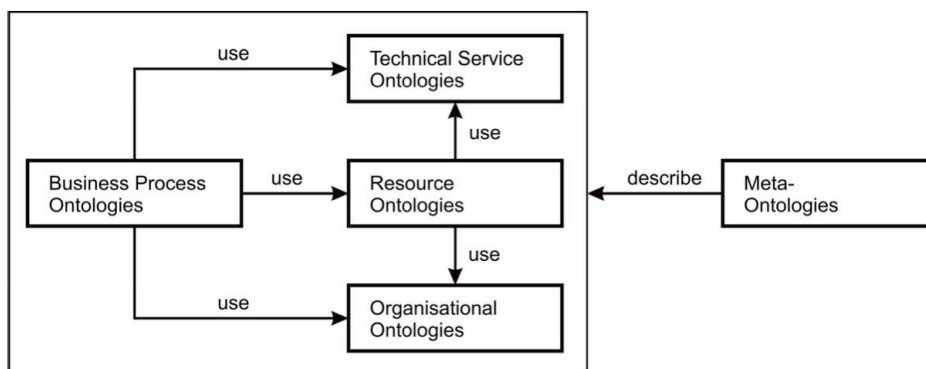 use
Technical Service
Ontologies
use
Business Process
Ontologies
use
Resource
Ontologies
describe
Meta-
Ontologies
use
use
Organisational
Ontologies